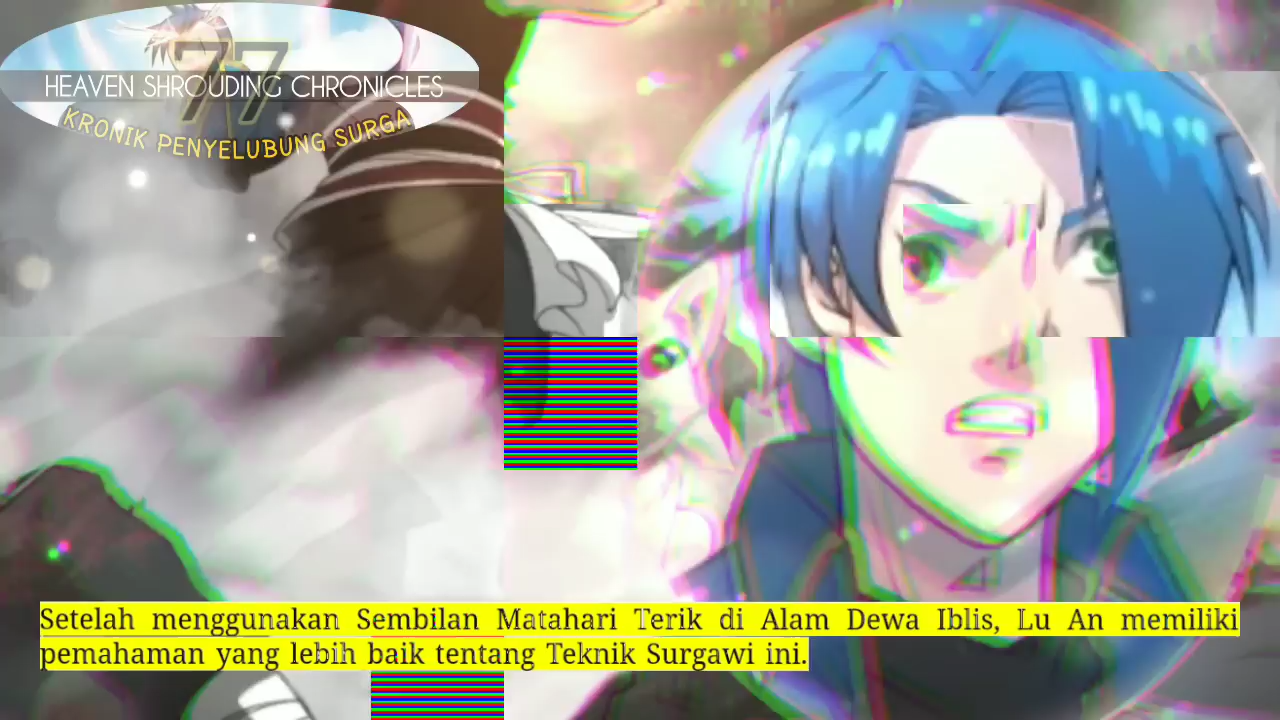 77
HEAVEN SHROUDING CHRONICLES
KRONIK PENYELUBUNG SURGA
Setelah menggunakan Sembilan Matahari Terik di Alam Dewa Iblis, Lu An memiliki
pemahaman yang lebih baik tentang Teknik Surgawi ini.